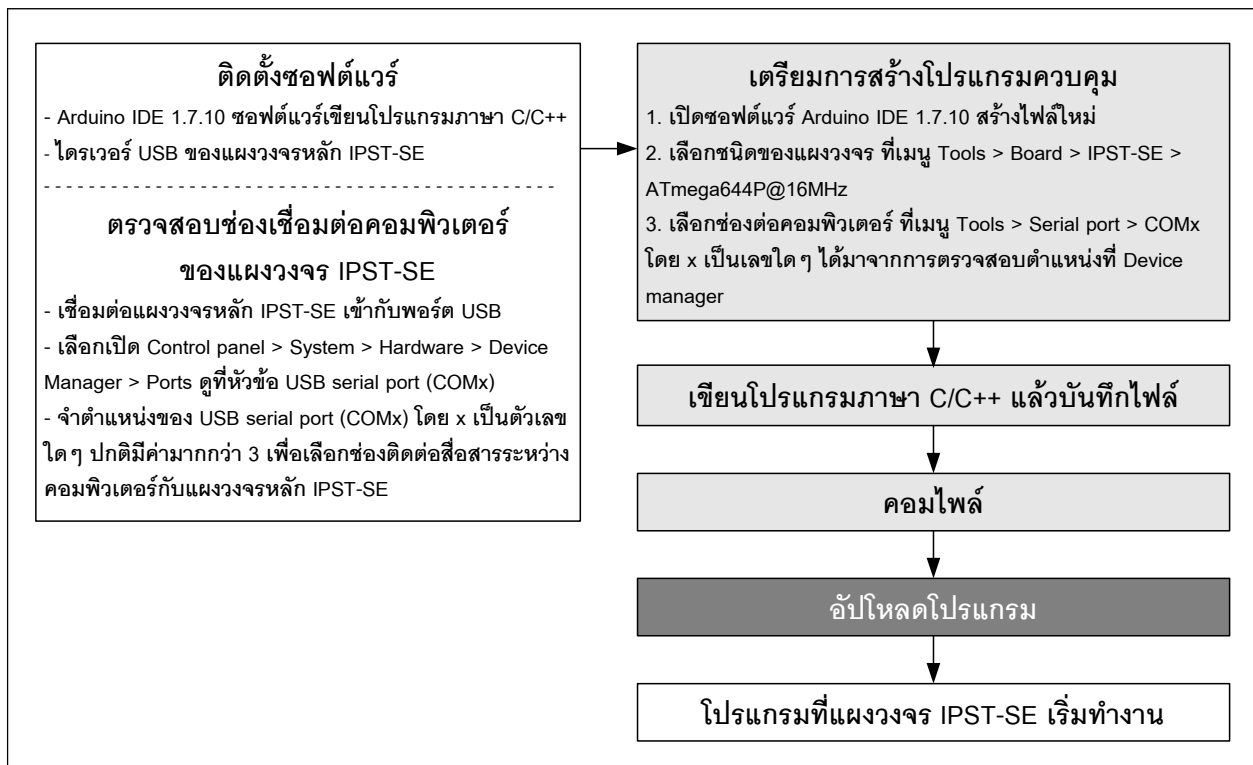 ติดตั้งซอฟต์แวร์
- Arduino IDE 1.7.10 ซอฟต์แวร์เขียนโปรแกรมภาษา C/C++
- ไดรเวอร์ USB ของแผงวงจรหลัก IPST-SE
ตรวจสอบช่องเชื่อมต่อคอมพิวเตอร์
ของแผงวงจร IPST-SE
- เชื่อมต่อแผงวงจรหลัก IPST-SE เข้ากับพอร์ต USB
- เลือกเปิด Control panel > System > Hardware > Device
Manager > Ports ดูที่หัวข้อ USB serial port (COMx)
- จำตำแหน่งของ USB serial port (COMx) โดย x เป็นตัวเลข
ใดๆ ปกติมีค่ามากกว่า 3 เพื่อเลือกช่องติดต่อสื่อสารระหว่าง
คอมพิวเตอร์กับแผงวงจรหลัก IPST-SE
เตรียมการสร้างโปรแกรมควบคุม
1. เปิดซอฟต์แวร์ Arduino IDE 1.7.10 สร้างไฟล์ใหม่
2. เลือกชนิดของแผงวงจร ที่เมนู Tools > Board > IPST-SE >
ATmega644P@16MHz
3. เลือกช่องต่อคอมพิวเตอร์ ที่เมนู Tools > Serial port > COMx
โดย x เป็นเลขใดๆ ได้มาจากการตรวจสอบตำแหน่งที่ Device
manager
เขียนโปรแกรมภาษา C/C++ แล้วบันทึกไฟล์
คอมไพล์
อัปโหลดโปรแกรม
โปรแกรมที่แผงวงจร IPST-SE เริ่มทำงาน